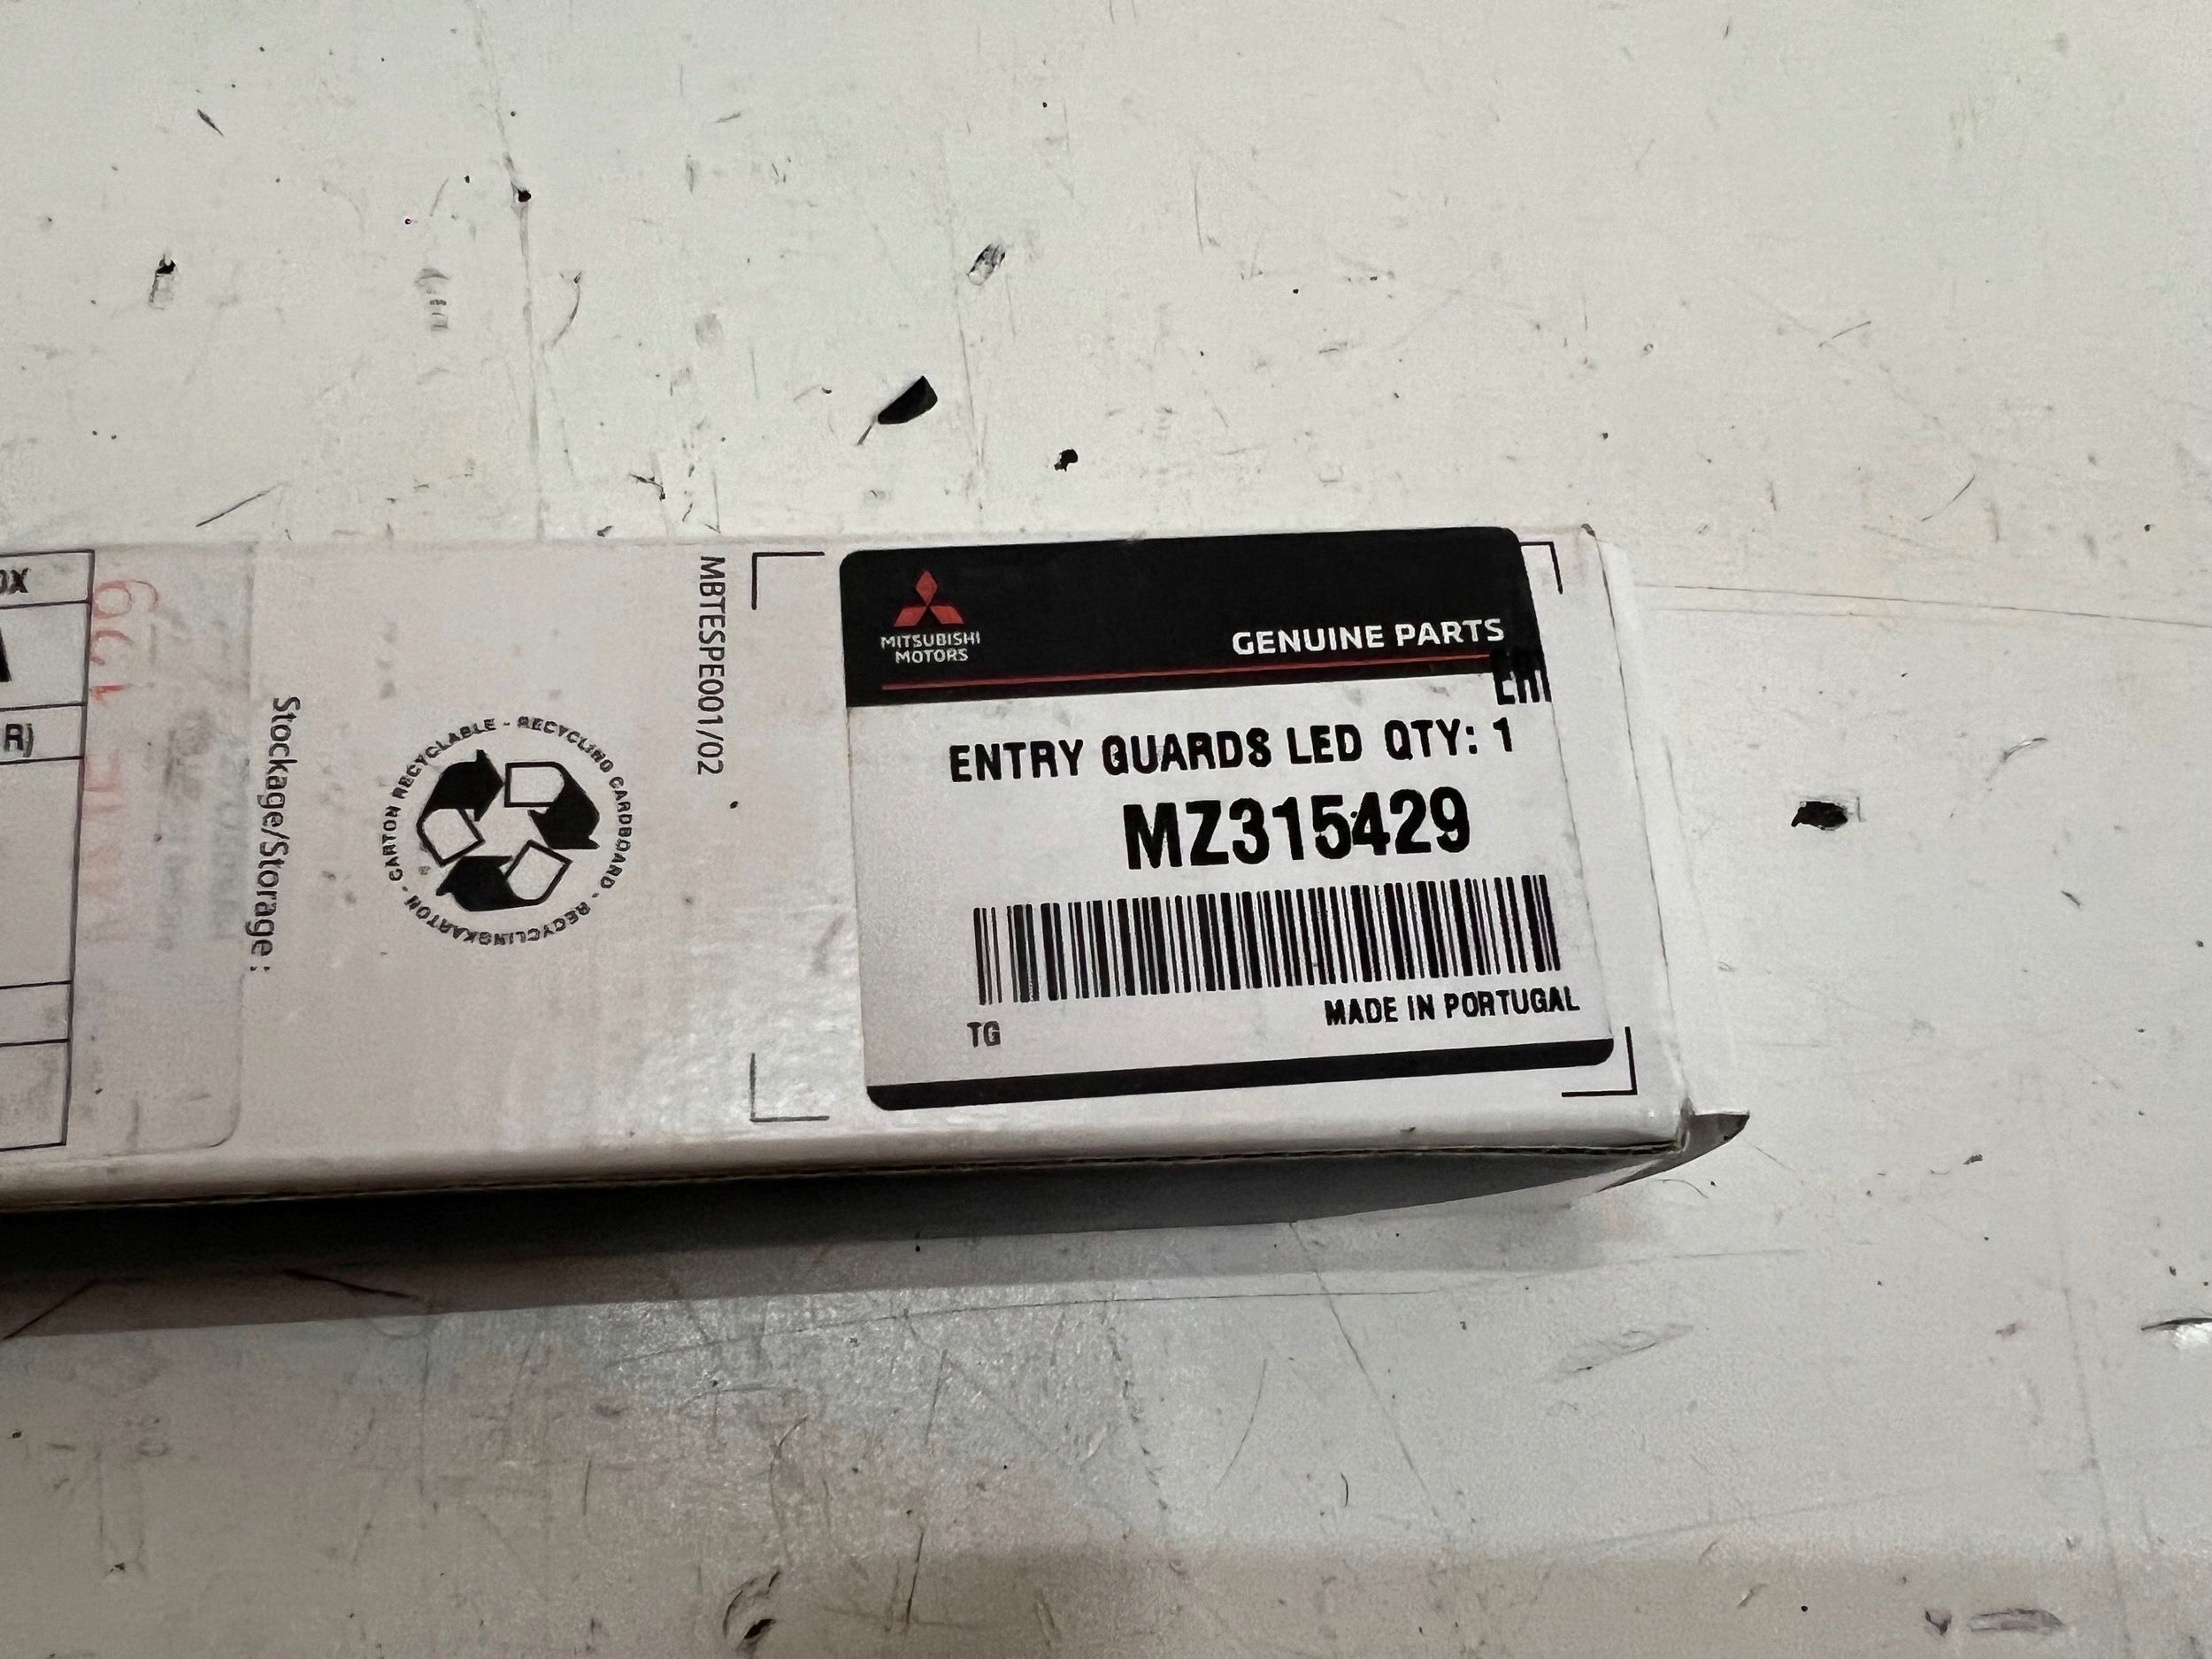 MITSUBISHI
MOTORS
GENUINE PARTS
ENTRY GUARDS LED QTY: 1
MZ315429
TG
MADE IN PORTUGAL
MBTESPE001/02
CARTON RECYCLABLE - RECYCLING CARDBOARD - RECYCLINGKARTON -
Stockage/Storage:
R)